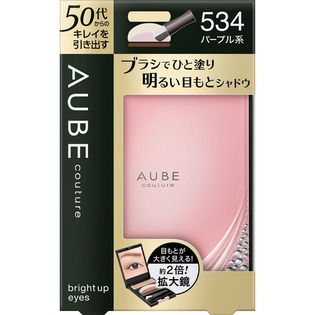 50代からの
キレイを
引き出す
534
パープル系
ブラシでひと塗り
明るい目もとシャドウ
AUBE
couture
AUBE
couture
目もとが
大きく見える!
約2倍!
拡大鏡
bright up
eyes